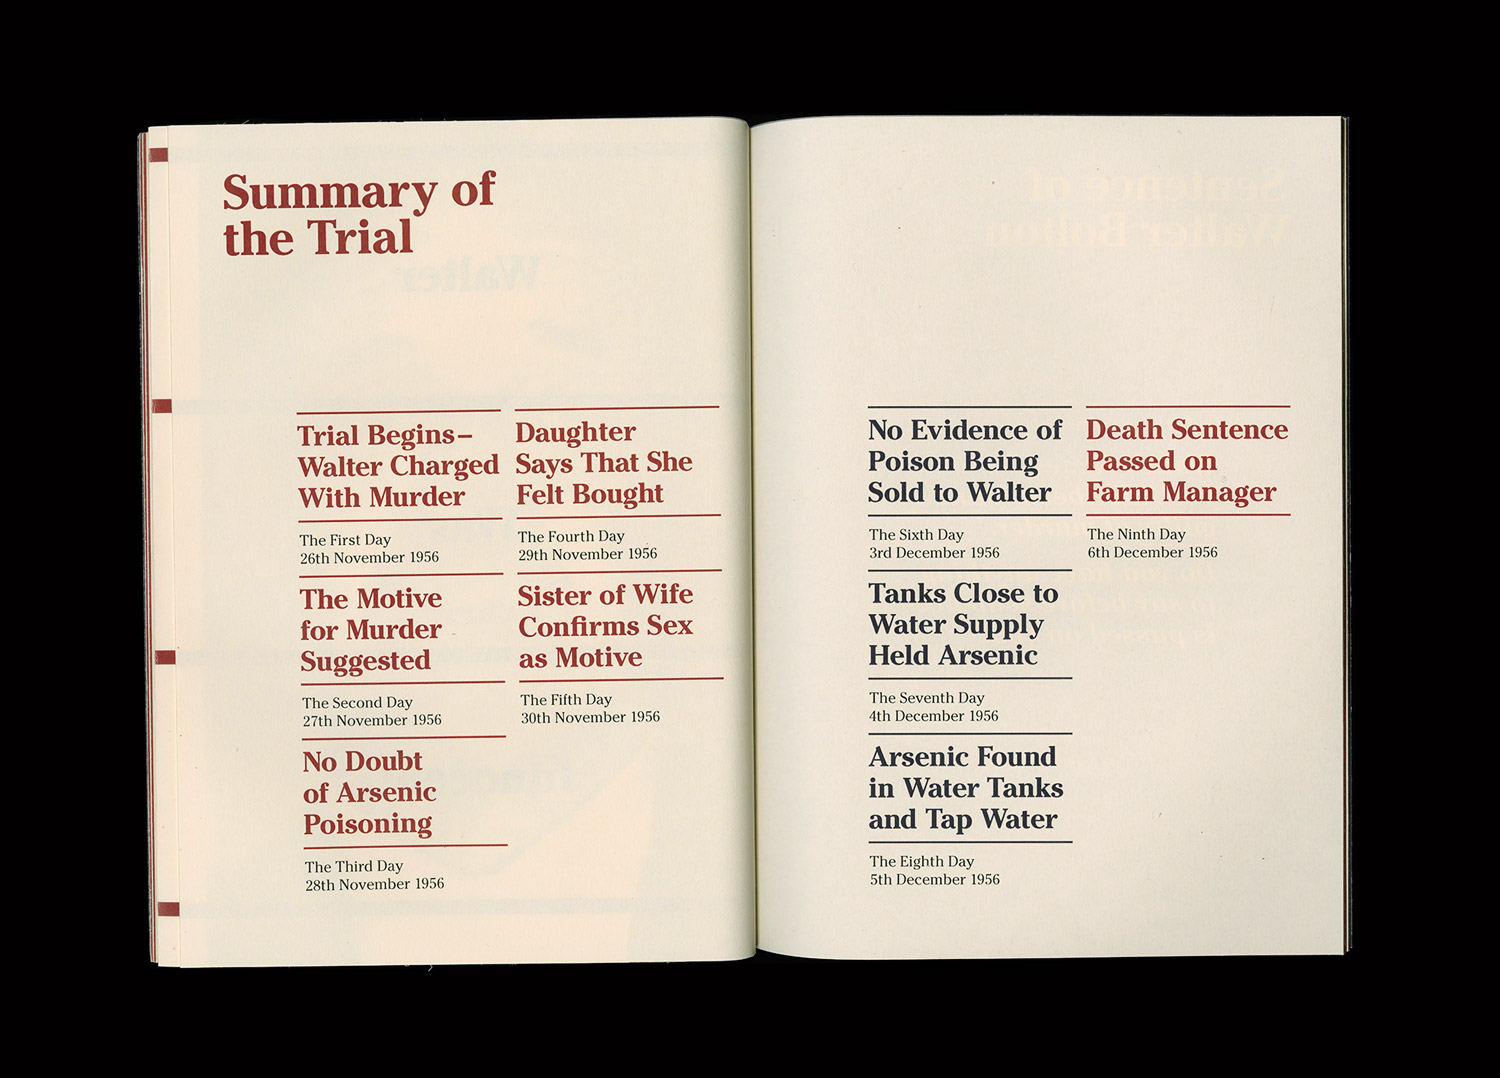 Summary of
the Trial
Trial Begins–
Walter Charged
With Murder
The First Day
26th November 1956
The Motive
for Murder
Suggested
The Second Day
27th November 1956
No Doubt
of Arsenic
Poisoning
The Third Day
28th November 1956
Daughter
Says That She
Felt Bought
The Fourth Day
29th November 1956
Sister of Wife
Confirms Sex
as Motive
The Fifth Day
30th November 1956
No Evidence of
Poison Being
Sold to Walter
The Sixth Day
3rd December 1956
Tanks Close to
Water Supply
Held Arsenic
The Seventh Day
4th December 1956
Arsenic Found
in Water Tanks
and Tap Water
The Eighth Day
5th December 1956
Death Sentence
Passed on
Farm Manager
The Ninth Day
6th December 1956